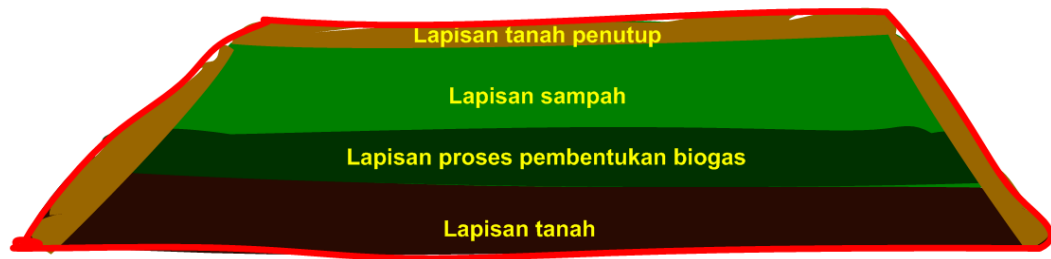 Lapisan tanah penutup
Lapisan sampah
Lapisan proses pembentukan biogas
Lapisan tanah